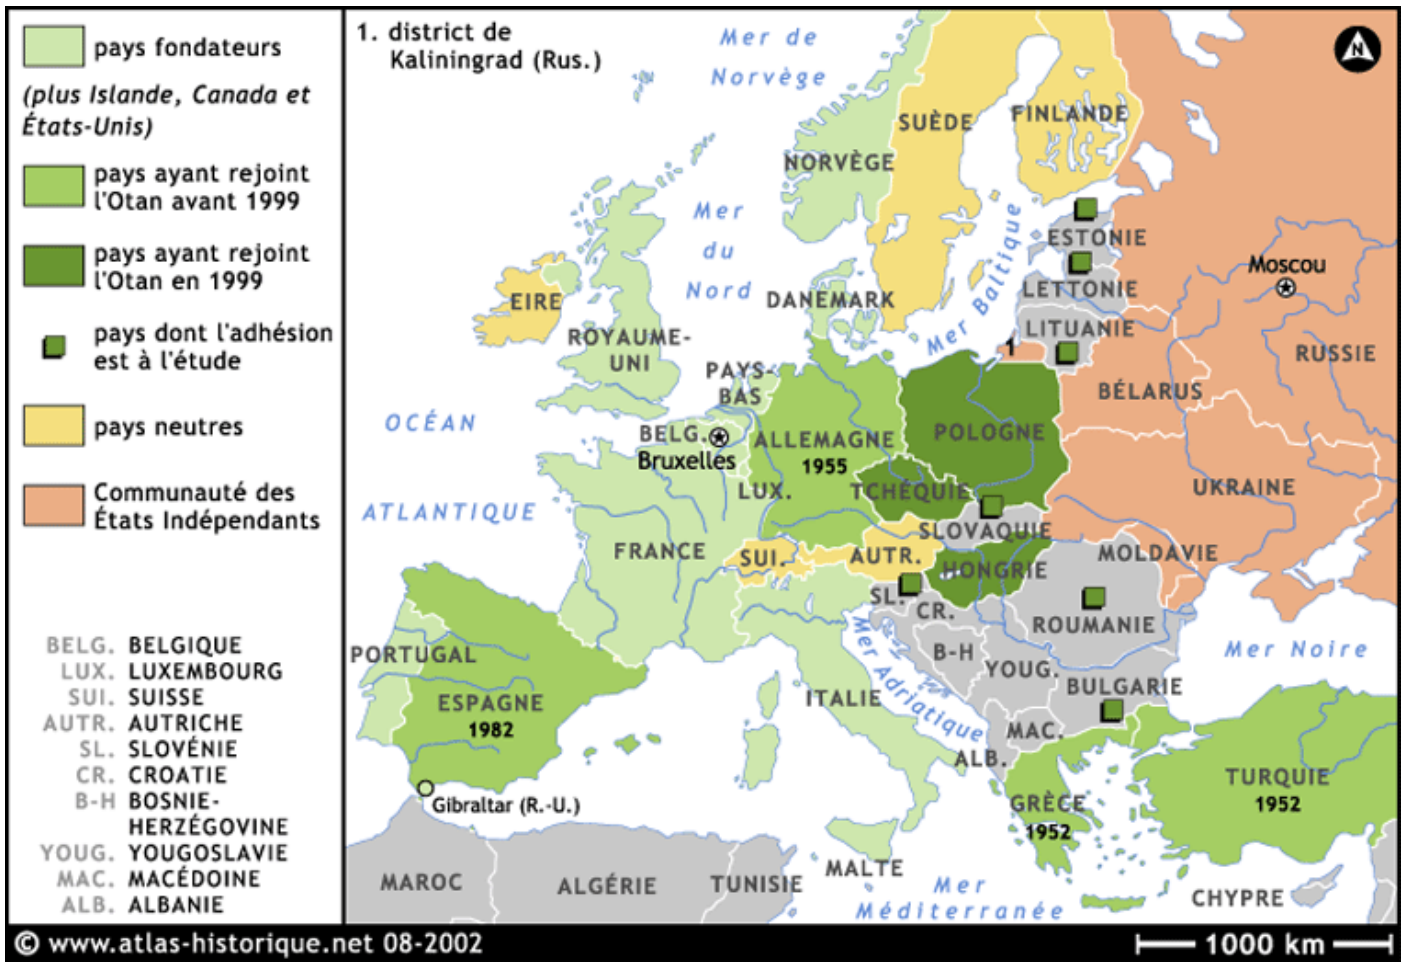 pays fondateurs
(plus Islande, Canada et
États-Unis)
pays ayant rejoint
l'Otan avant 1999
pays ayant rejoint
l'Otan en 1999
pays dont l'adhésion
est à l'étude
pays neutres
Communauté des
États Indépendants
BELG. BELGIQUE
LUX. LUXEMBOURG
SUI. SUISSE
AUTR. AUTRICHE
SL. SLOVÉNIE
CR. CROATIE
B-H BOSNIE-
HERZÉGOVINE
YOUG. YOUGOSLAVIE
MAC. MACÉDOINE
ALB. ALBANIE
1. district de
Kaliningrad (Rus.)
N
Mer de
Norvège
SUÈDE
FINLANDE
NORVÈGE
Mer
du
Nord
Mer Baltique
ESTONIE
Moscou
LETTONIE
DANEMARK
EIRE
LITUANIE
ROYAUME-
UNI
1
RUSSIE
PAYS-
BAS
BÉLARUS
OCÉAN
ATLANTIQUE
BELG.
Bruxelles
ALLEMAGNE
1955
POLOGNE
LUX.
TCHÉQUIE
UKRAINE
SLOVAQUIE
FRANCE
SUI.
AUTR.
MOLDAVIE
HONGRIE
SL.
CR.
ROUMANIE
Mer Noire
PORTUGAL
B-H
YOUG.
Mer Adriatique
BULGARIE
ESPAGNE
1982
ITALIE
MAC.
ALB.
TURQUIE
1952
Gibraltar (R.-U.)
GRÈCE
1952
MALTE
MAROC
ALGÉRIE
TUNISIE
Mer
Méditerranée
CHYPRE
© www.atlas-historique.net 08-2002
1000 km